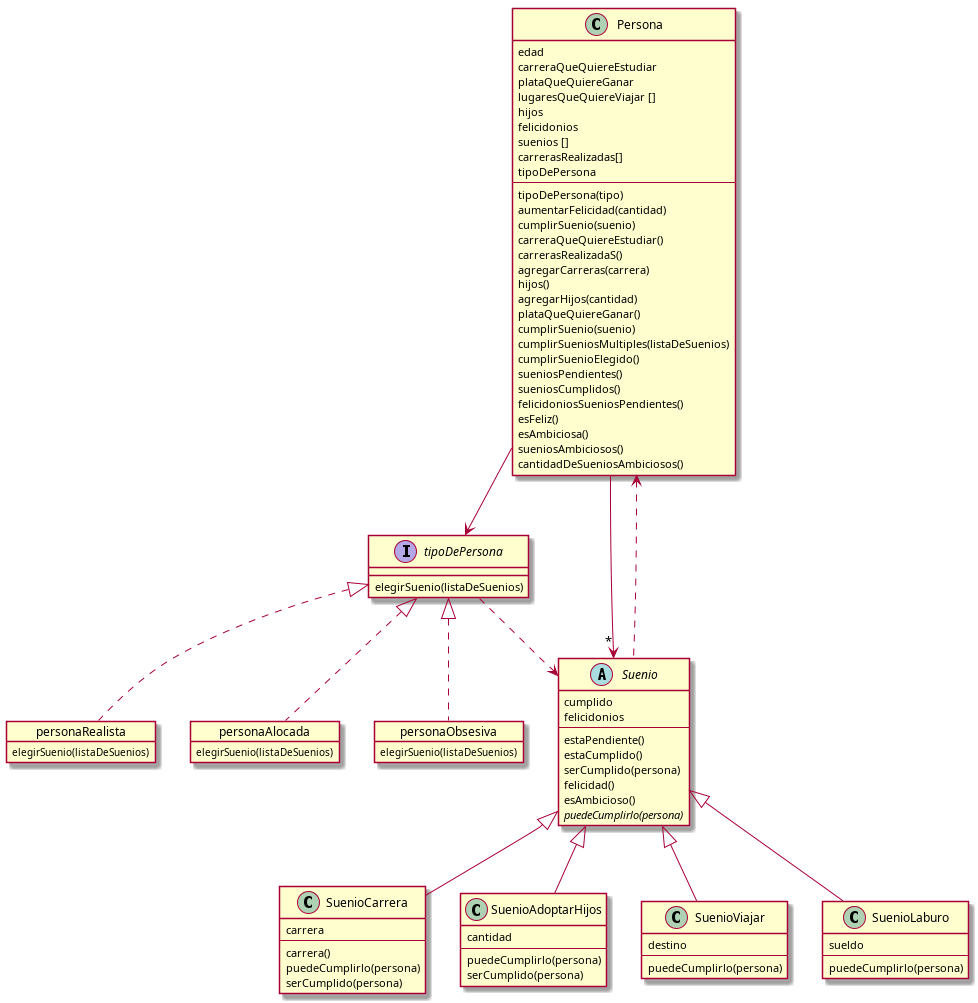 C Persona
edad
carreraQueQuiereEstudiar
plataQueQuiereGanar
lugaresQueQuiereViajar []
hijos
felicidonios
suenios []
carrerasRealizadas[]
tipoDePersona
tipoDePersona(tipo)
aumentarFelicidad(cantidad)
cumplirSuenio(suenio)
carreraQueQuiereEstudiar()
carrerasRealizadaS()
agregarCarreras(carrera)
hijos()
agregarHijos(cantidad)
plataQueQuiereGanar()
cumplirSuenio(suenio)
cumplirSueniosMultiples(listaDeSuenios)
cumplirSuenioElegido()
sueniosPendientes()
sueniosCumplidos()
felicidoniosSueniosPendientes()
esFeliz()
esAmbiciosa()
sueniosAmbiciosos()
cantidadDeSueniosAmbiciosos()
I tipoDePersona
elegirSuenio(listaDeSuenios)
*
personaRealista
elegirSuenio(listaDeSuenios)
personaAlocada
elegirSuenio(listaDeSuenios)
personaObsesiva
elegirSuenio(listaDeSuenios)
A Suenio
cumplido
felicidonios
estaPendiente()
estaCumplido()
serCumplido(persona)
felicidad()
esAmbicioso()
puedeCumplirlo(persona)
C SuenioCarrera
carrera
carrera()
puedeCumplirlo(persona)
serCumplido(persona)
C SuenioAdoptarHijos
cantidad
puedeCumplirlo(persona)
serCumplido(persona)
C SuenioViajar
destino
puedeCumplirlo(persona)
C SuenioLaburo
sueldo
puedeCumplirlo(persona)